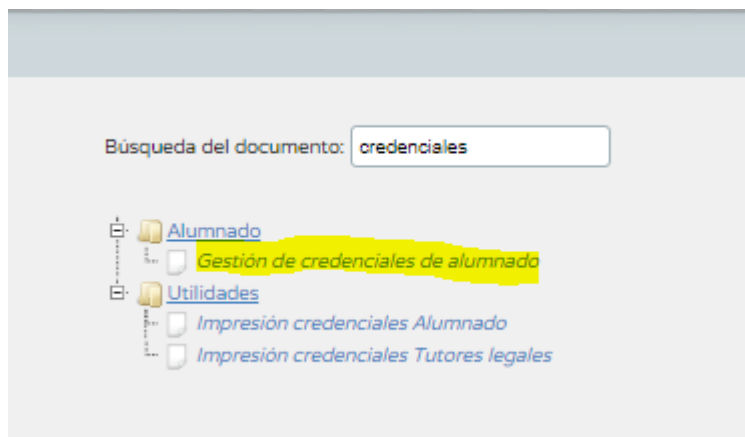 Búsqueda del documento: credenciales
Alumnado
Gestión de credenciales de alumnado
Utilidades
Impresión credenciales Alumnado
Impresión credenciales Tutores legales